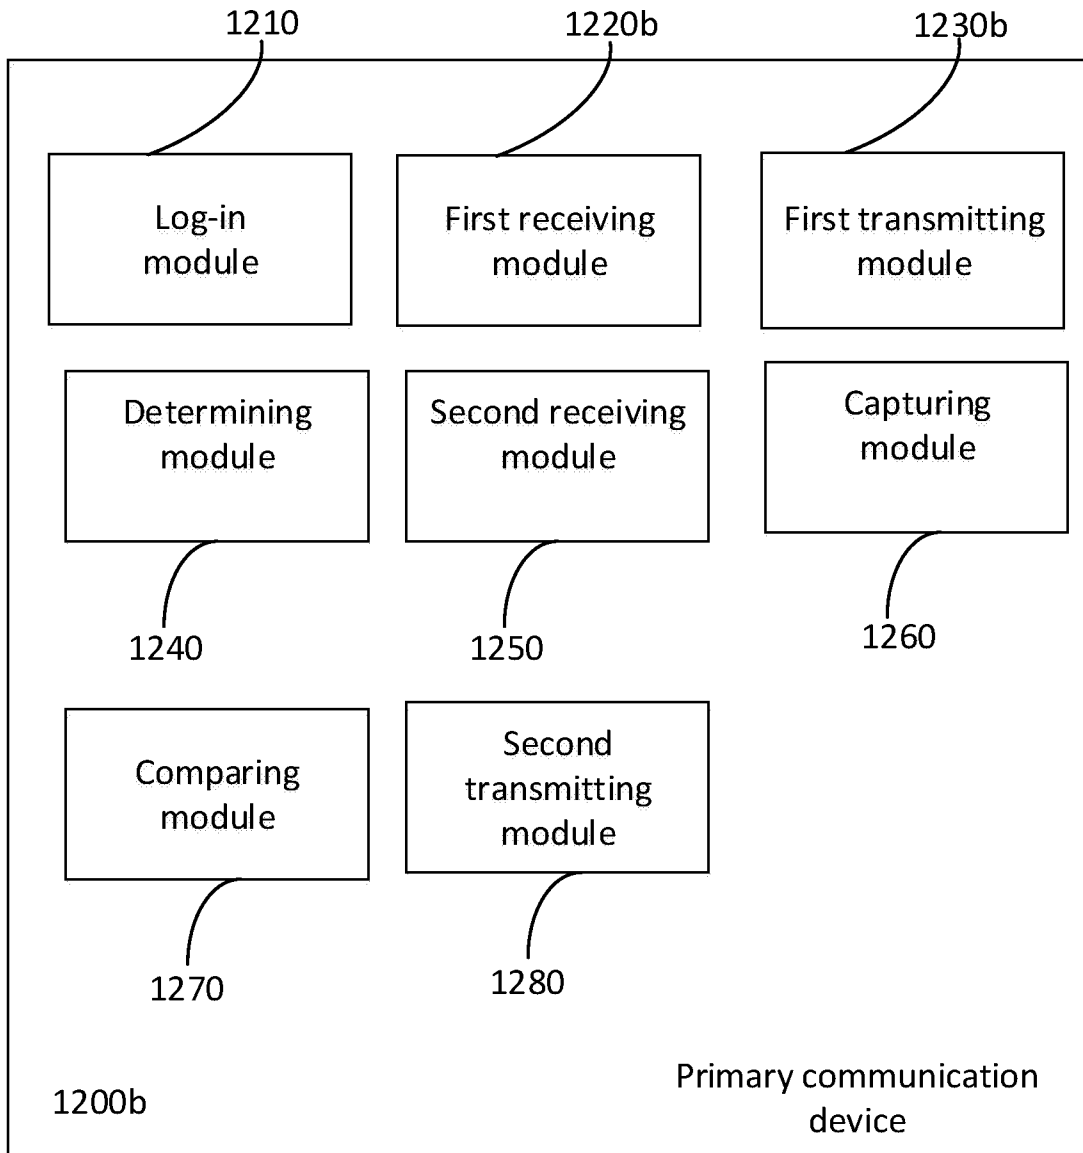 1210
1220b
1230b
Log-in
module
First receiving
module
First transmitting
module
Determining
module
Second receiving
module
Capturing
module
1240
1250
1260
Comparing
module
Second
transmitting
module
1270
1280
1200b
Primary communication
device